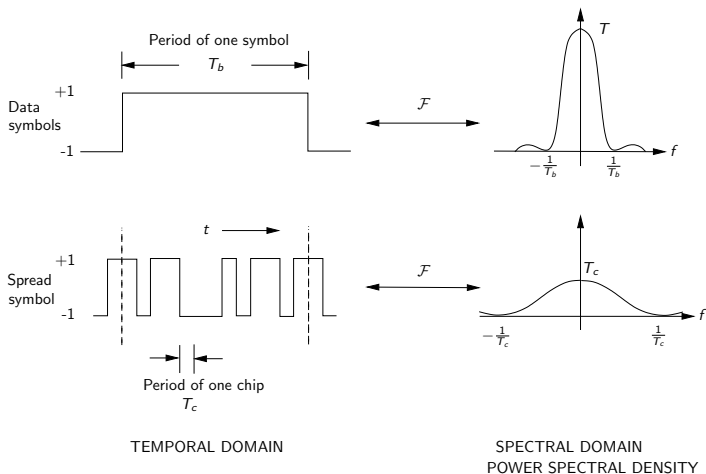 Period of one symbol
T_b
T
+1
Data
symbols
-1
ℱ
f
-1/T_b
1/T_b
t
+1
Spread
symbol
-1
ℱ
T_c
f
-1/T_c
1/T_c
Period of one chip
T_c
TEMPORAL DOMAIN
SPECTRAL DOMAIN
POWER SPECTRAL DENSITY